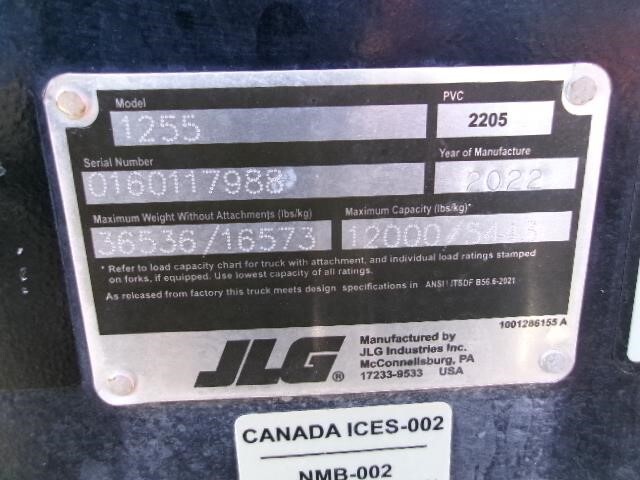 Model PVC
1255 2205
Serial Number Year of Manufacture
0160117988 2022
Maximum Weight Without Attachments (lbs/kg) Maximum Capacity (lbs/kg)*
36536/16573 12000/5443
* Refer to load capacity chart for truck with attachment, and individual load ratings stamped
on forks, if equipped. Use lowest capacity of all ratings.
As released from factory this truck meets design specifications in ANSI/ITSDF B56.6-2021
1001286155 A
JLG®
Manufactured by
JLG Industries Inc.
McConnellsburg, PA
17233-9533 USA
CANADA ICES-002
NMB-002